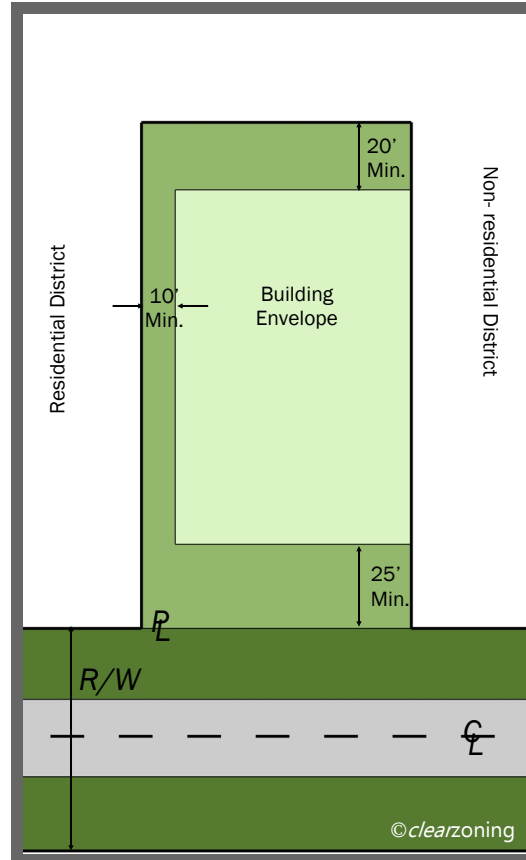 20’
Min.
Non- residential District
Residential District
10’
Min.
Building
Envelope
25’
Min.
PL
R/W
CL
©clearzoning